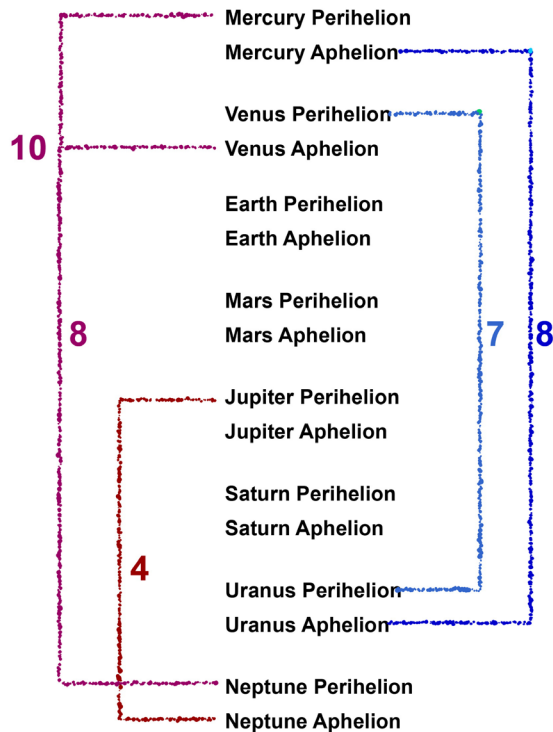 Mercury Perihelion
Mercury Aphelion
Venus Perihelion
10 Venus Aphelion
Earth Perihelion
Earth Aphelion
Mars Perihelion
8 Mars Aphelion 7 8
Jupiter Perihelion
Jupiter Aphelion
Saturn Perihelion
Saturn Aphelion
4
Uranus Perihelion
Uranus Aphelion
Neptune Perihelion
Neptune Aphelion